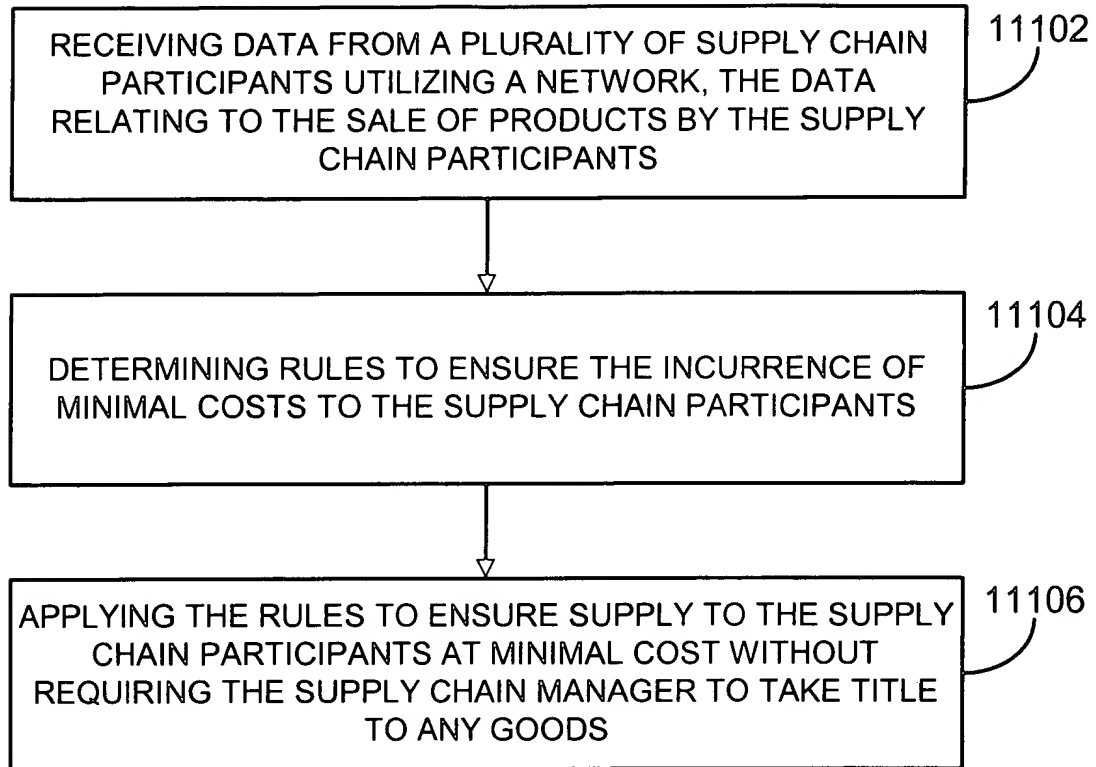 RECEIVING DATA FROM A PLURALITY OF SUPPLY CHAIN
PARTICIPANTS UTILIZING A NETWORK, THE DATA
RELATING TO THE SALE OF PRODUCTS BY THE SUPPLY
CHAIN PARTICIPANTS
11102
DETERMINING RULES TO ENSURE THE INCURRENCE OF
MINIMAL COSTS TO THE SUPPLY CHAIN PARTICIPANTS
11104
APPLYING THE RULES TO ENSURE SUPPLY TO THE SUPPLY
CHAIN PARTICIPANTS AT MINIMAL COST WITHOUT
REQUIRING THE SUPPLY CHAIN MANAGER TO TAKE TITLE
TO ANY GOODS
11106